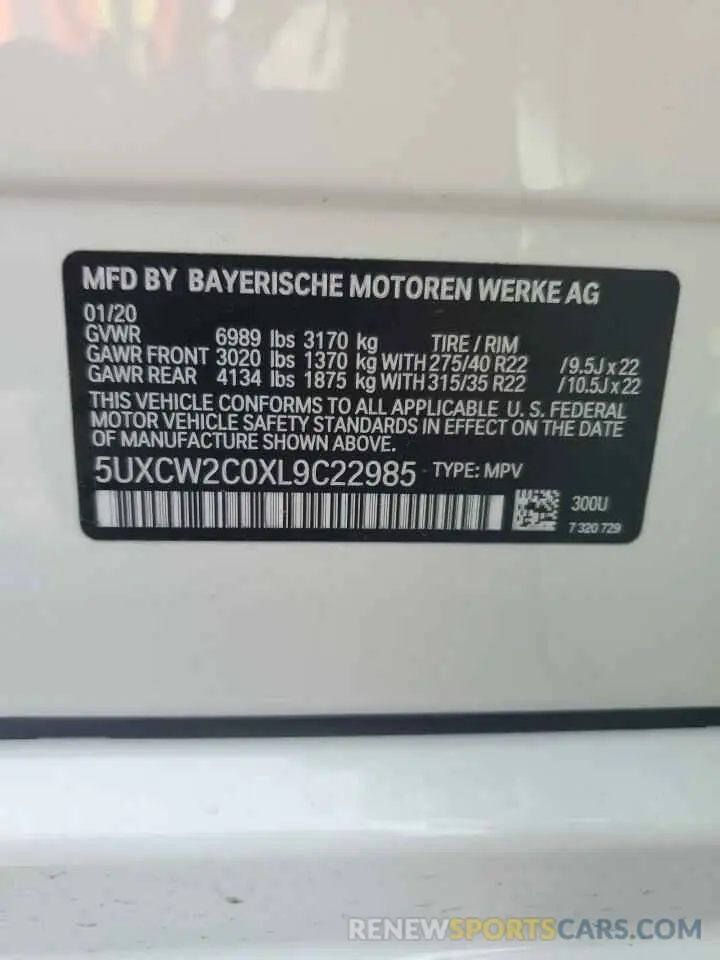 MFD BY BAYERISCHE MOTOREN WERKE AG
01/20
GVWR 6989 lbs 3170 kg TIRE / RIM
GAWR FRONT 3020 lbs 1370 kg WITH 275/40 R22 /9.5J x 22
GAWR REAR 4134 lbs 1875 kg WITH 315/35 R22 /10.5J x 22
THIS VEHICLE CONFORMS TO ALL APPLICABLE U. S. FEDERAL
MOTOR VEHICLE SAFETY STANDARDS IN EFFECT ON THE DATE
OF MANUFACTURE SHOWN ABOVE.
5UXCW2C0XL9C22985 TYPE: MPV
300U
7 320 729
RENEWSPORTSCARS.COM